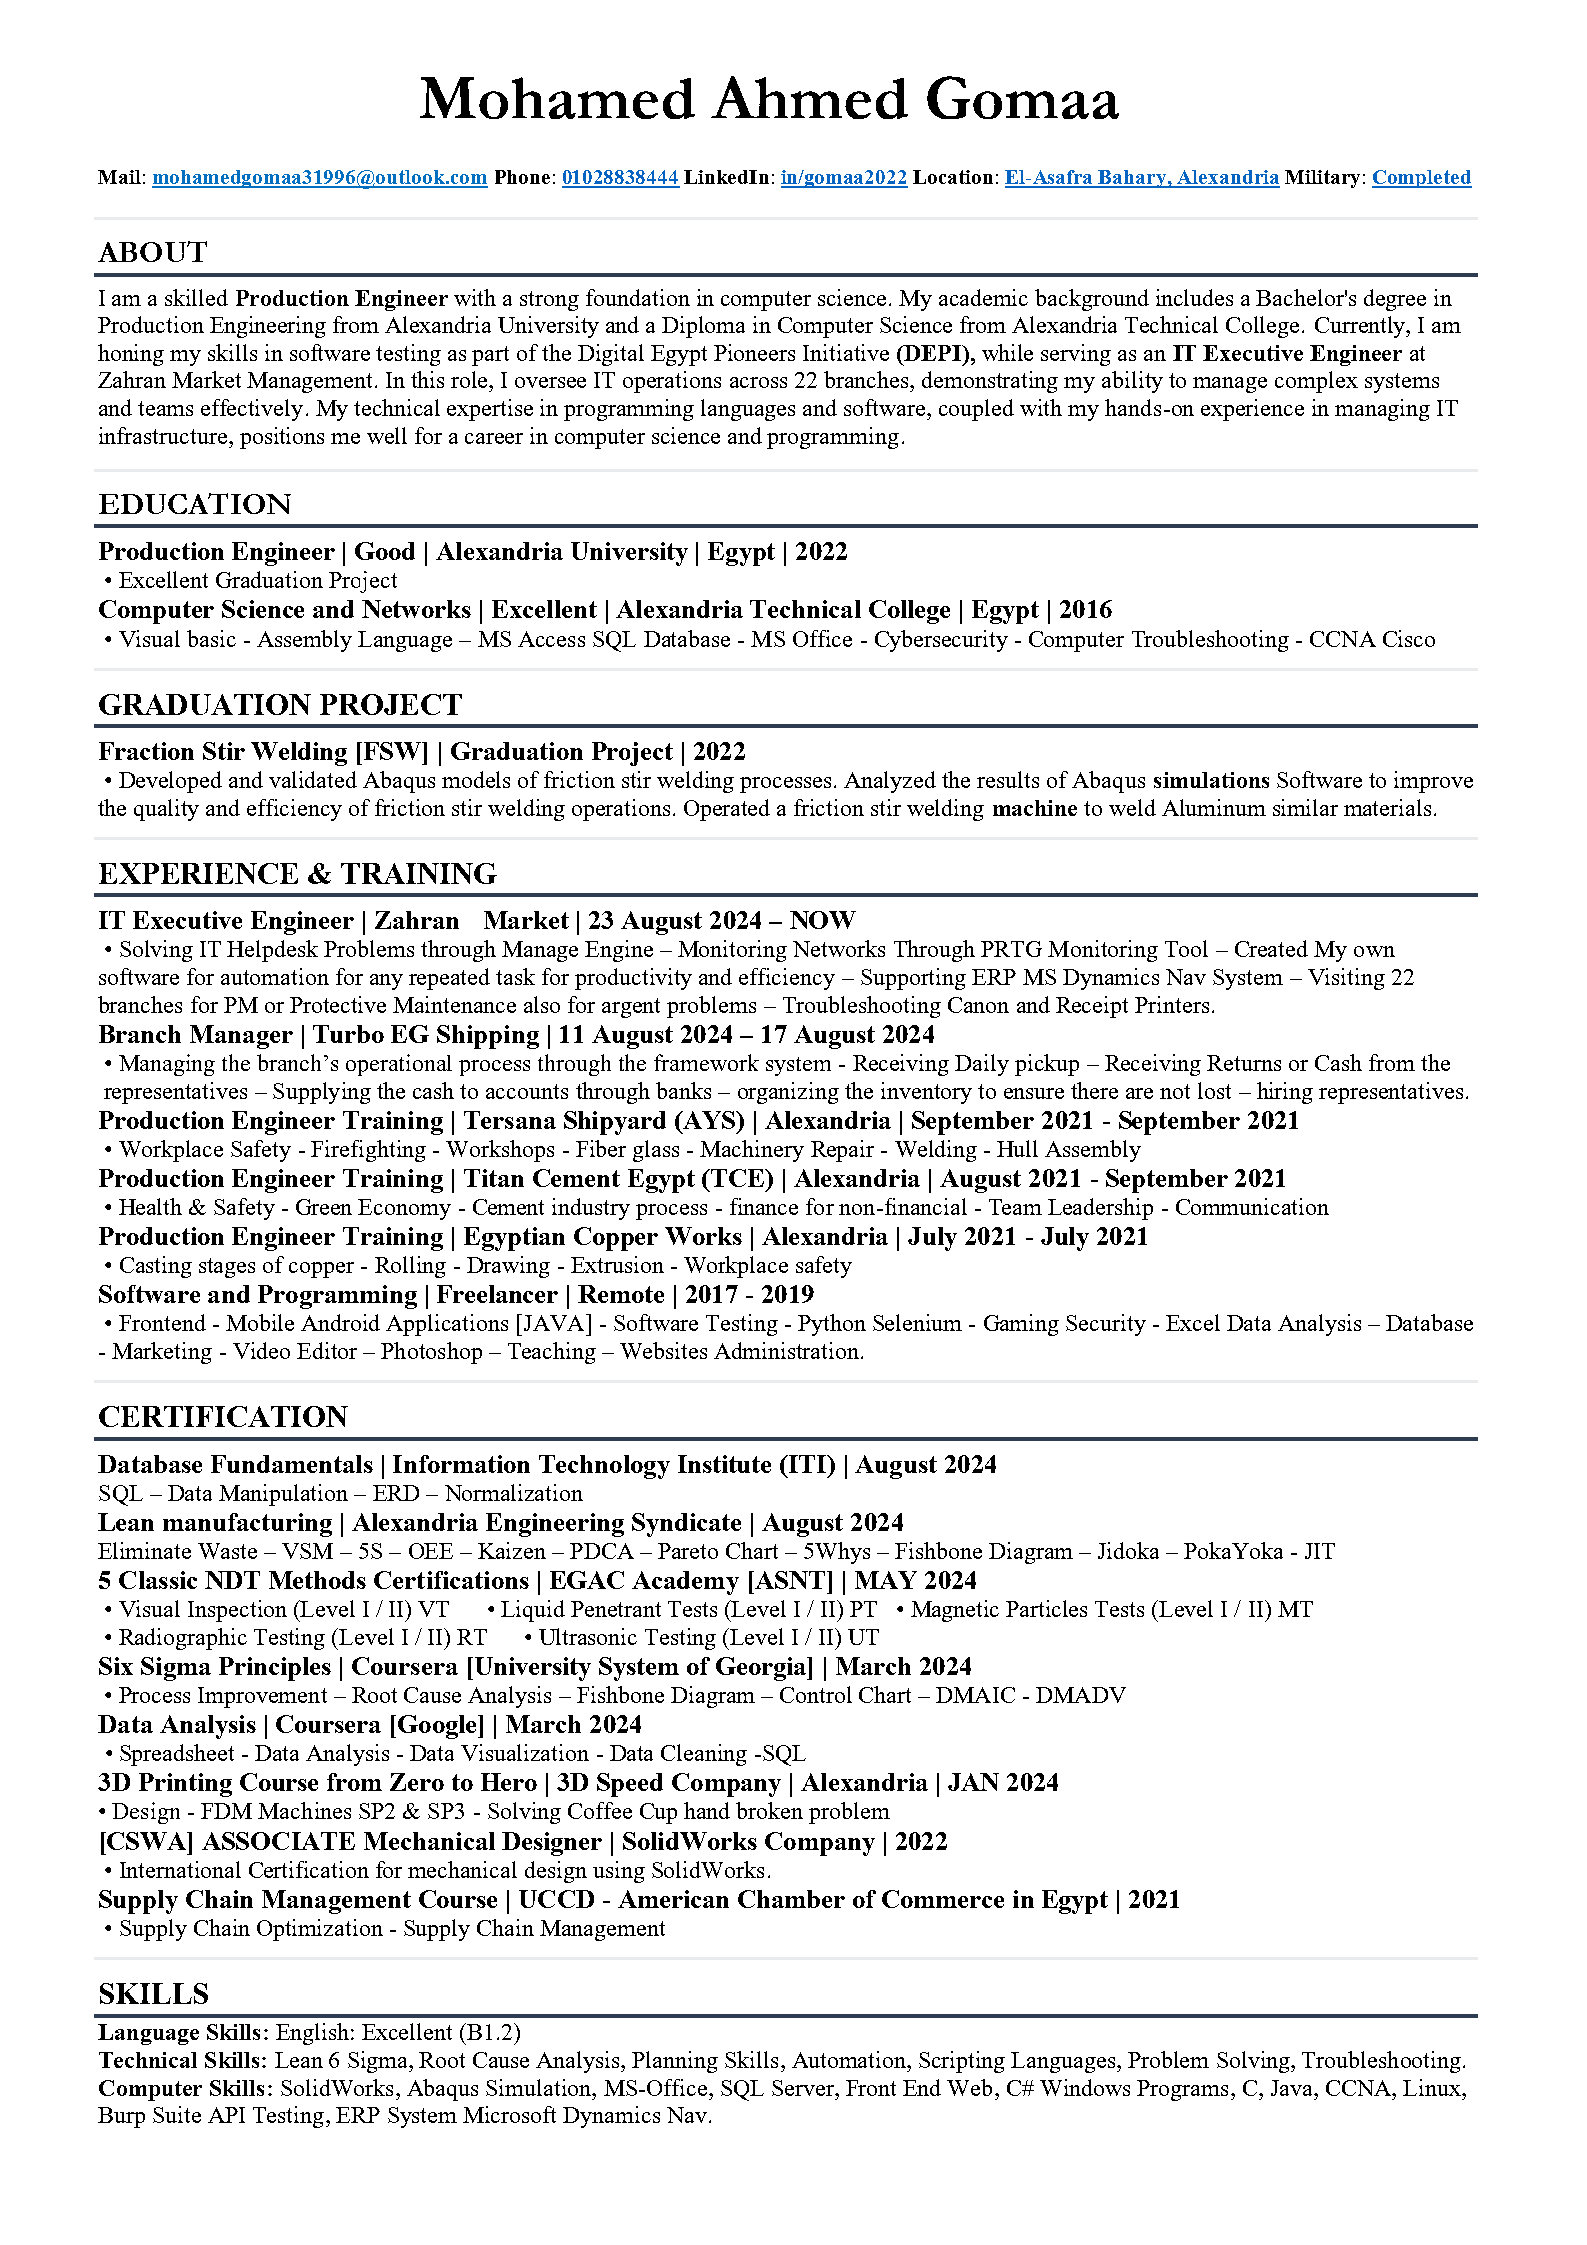 Mohamed Ahmed Gomaa
Mail: mohamedgomaa31996@outlook.com Phone: 01028838444 LinkedIn: in/gomaa2022 Location: El-Asafra Bahary, Alexandria Military: Completed
ABOUT
I am a skilled Production Engineer with a strong foundation in computer science. My academic background includes a Bachelor's degree in
Production Engineering from Alexandria University and a Diploma in Computer Science from Alexandria Technical College. Currently, I am
honing my skills in software testing as part of the Digital Egypt Pioneers Initiative (DEPI), while serving as an IT Executive Engineer at
Zahran Market Management. In this role, I oversee IT operations across 22 branches, demonstrating my ability to manage complex systems
and teams effectively. My technical expertise in programming languages and software, coupled with my hands-on experience in managing IT
infrastructure, positions me well for a career in computer science and programming.
EDUCATION
Production Engineer | Good | Alexandria University | Egypt | 2022
• Excellent Graduation Project
Computer Science and Networks | Excellent | Alexandria Technical College | Egypt | 2016
• Visual basic - Assembly Language – MS Access SQL Database - MS Office - Cybersecurity - Computer Troubleshooting - CCNA Cisco
GRADUATION PROJECT
Fraction Stir Welding [FSW] | Graduation Project | 2022
• Developed and validated Abaqus models of friction stir welding processes. Analyzed the results of Abaqus simulations Software to improve
the quality and efficiency of friction stir welding operations. Operated a friction stir welding machine to weld Aluminum similar materials.
EXPERIENCE & TRAINING
IT Executive Engineer | Zahran Market | 23 August 2024 – NOW
• Solving IT Helpdesk Problems through Manage Engine – Monitoring Networks Through PRTG Monitoring Tool – Created My own
software for automation for any repeated task for productivity and efficiency – Supporting ERP MS Dynamics Nav System – Visiting 22
branches for PM or Protective Maintenance also for argent problems – Troubleshooting Canon and Receipt Printers.
Branch Manager | Turbo EG Shipping | 11 August 2024 – 17 August 2024
• Managing the branch’s operational process through the framework system - Receiving Daily pickup – Receiving Returns or Cash from the
representatives – Supplying the cash to accounts through banks – organizing the inventory to ensure there are not lost – hiring representatives.
Production Engineer Training | Tersana Shipyard (AYS) | Alexandria | September 2021 - September 2021
• Workplace Safety - Firefighting - Workshops - Fiber glass - Machinery Repair - Welding - Hull Assembly
Production Engineer Training | Titan Cement Egypt (TCE) | Alexandria | August 2021 - September 2021
• Health & Safety - Green Economy - Cement industry process - finance for non-financial - Team Leadership - Communication
Production Engineer Training | Egyptian Copper Works | Alexandria | July 2021 - July 2021
• Casting stages of copper - Rolling - Drawing - Extrusion - Workplace safety
Software and Programming | Freelancer | Remote | 2017 - 2019
• Frontend - Mobile Android Applications [JAVA] - Software Testing - Python Selenium - Gaming Security - Excel Data Analysis – Database
- Marketing - Video Editor – Photoshop – Teaching – Websites Administration.
CERTIFICATION
Database Fundamentals | Information Technology Institute (ITI) | August 2024
SQL – Data Manipulation – ERD – Normalization
Lean manufacturing | Alexandria Engineering Syndicate | August 2024
Eliminate Waste – VSM – 5S – OEE – Kaizen – PDCA – Pareto Chart – 5Whys – Fishbone Diagram – Jidoka – PokaYoka - JIT
5 Classic NDT Methods Certifications | EGAC Academy [ASNT] | MAY 2024
• Visual Inspection (Level I / II) VT • Liquid Penetrant Tests (Level I / II) PT • Magnetic Particles Tests (Level I / II) MT
• Radiographic Testing (Level I / II) RT • Ultrasonic Testing (Level I / II) UT
Six Sigma Principles | Coursera [University System of Georgia] | March 2024
• Process Improvement – Root Cause Analysis – Fishbone Diagram – Control Chart – DMAIC - DMADV
Data Analysis | Coursera [Google] | March 2024
• Spreadsheet - Data Analysis - Data Visualization - Data Cleaning -SQL
3D Printing Course from Zero to Hero | 3D Speed Company | Alexandria | JAN 2024
• Design - FDM Machines SP2 & SP3 - Solving Coffee Cup hand broken problem
[CSWA] ASSOCIATE Mechanical Designer | SolidWorks Company | 2022
• International Certification for mechanical design using SolidWorks.
Supply Chain Management Course | UCCD - American Chamber of Commerce in Egypt | 2021
• Supply Chain Optimization - Supply Chain Management
SKILLS
Language Skills: English: Excellent (B1.2)
Technical Skills: Lean 6 Sigma, Root Cause Analysis, Planning Skills, Automation, Scripting Languages, Problem Solving, Troubleshooting.
Computer Skills: SolidWorks, Abaqus Simulation, MS-Office, SQL Server, Front End Web, C# Windows Programs, C, Java, CCNA, Linux,
Burp Suite API Testing, ERP System Microsoft Dynamics Nav.